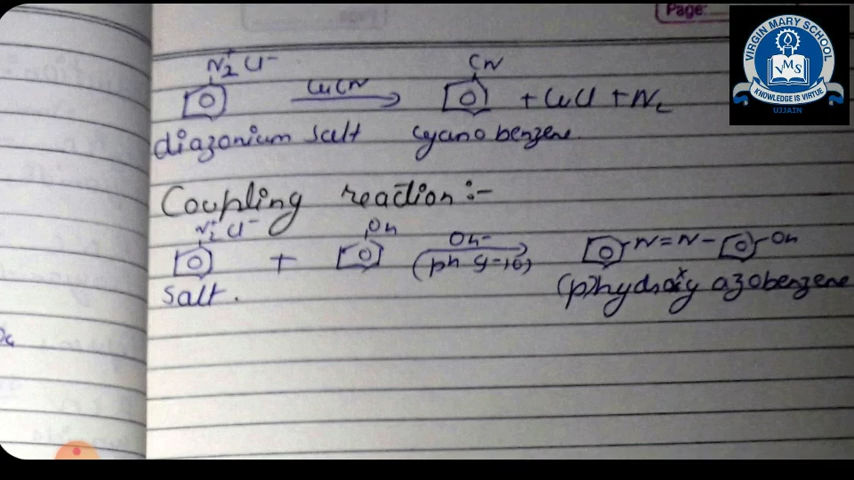 Page:
VIRGIN MARY SCHOOL
VMS
KNOWLEDGE IS VIRTUE
UJJAIN
N₂⁺Cl⁻ CuCN CN + CuCl + N₂
diazonium salt cyanobenzene
Coupling reaction :-
N₂⁺Cl⁻ + Oh Oh⁻ (ph 9-10) N=N- Oh
salt. (p)hydroxy azobenzene